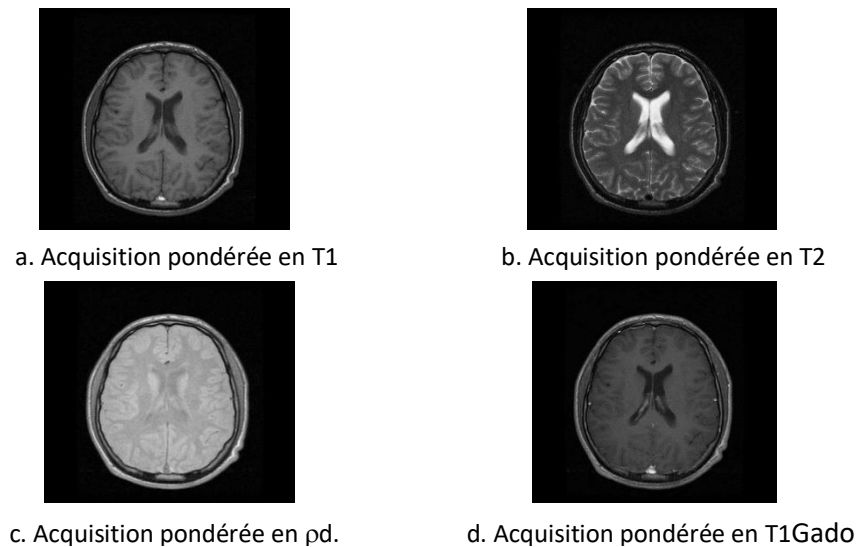 a. Acquisition pondérée en T1
b. Acquisition pondérée en T2
c. Acquisition pondérée en ρd.
d. Acquisition pondérée en T1Gado